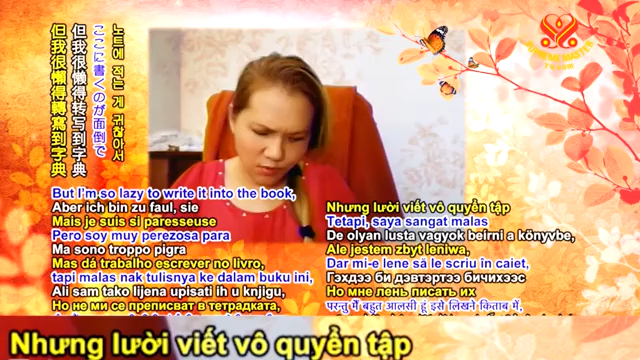 노트에 적는 게 귀찮아서
ここに書くのが面倒で
但我很懒得转写到字典
但我很懶得轉寫到字典
SUPREME MASTER
But I'm so lazy to write it into the book,
Aber ich bin zu faul, sie
Mais je suis si paresseuse
Pero soy muy perezosa para
Ma sono troppo pigra
Mas dá trabalho escrever no livro,
tapi malas nak tulisnya ke dalam buku ini,
Ali sam tako lijena upisati ih u knjigu,
Но не ми се преписват в тетрадката,
Nhưng lười viết vô quyển tập
Tetapi, saya sangat malas
De olyan lusta vagyok beírni a könyvbe,
Ale jestem zbyt leniwa,
Dar mi-e lene să le scriu în caiet,
Гэхдээ би дэвтэртээ бичихээс
Но мне лень писать их
परन्तु मैं बहुत आलसी हूं इसे लिखने किताब में,
Nhưng lười viết vô quyển tập